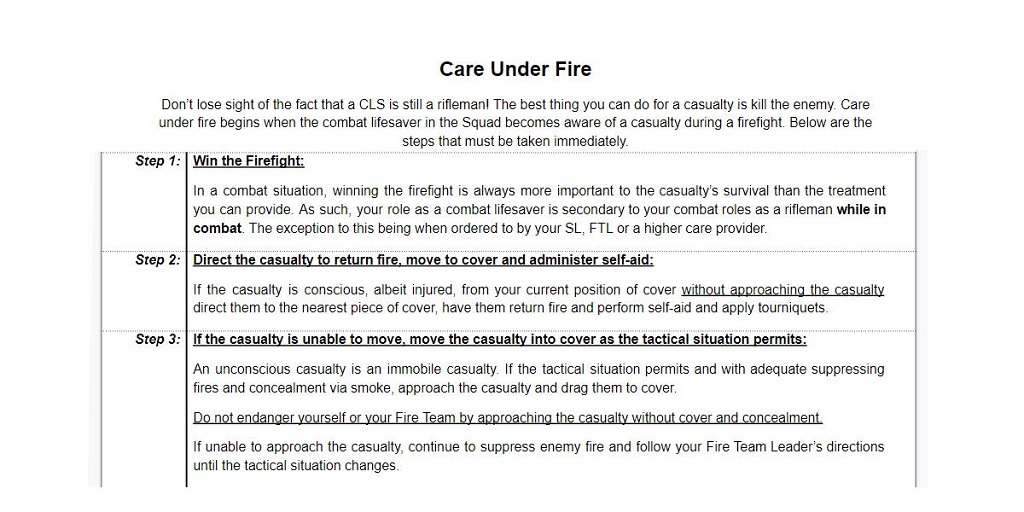 Care Under Fire
Don't lose sight of the fact that a CLS is still a rifleman! The best thing you can do for a casualty is kill the enemy. Care
under fire begins when the combat lifesaver in the Squad becomes aware of a casualty during a firefight. Below are the
steps that must be taken immediately.
Step 1: Win the Firefight:
In a combat situation, winning the firefight is always more important to the casualty's survival than the treatment
you can provide. As such, your role as a combat lifesaver is secondary to your combat roles as a rifleman while in
combat. The exception to this being when ordered to by your SL, FTL or a higher care provider.
Step 2: Direct the casualty to return fire, move to cover and administer self-aid:
If the casualty is conscious, albeit injured, from your current position of cover without approaching the casualty
direct them to the nearest piece of cover, have them return fire and perform self-aid and apply tourniquets.
Step 3: If the casualty is unable to move, move the casualty into cover as the tactical situation permits:
An unconscious casualty is an immobile casualty. If the tactical situation permits and with adequate suppressing
fires and concealment via smoke, approach the casualty and drag them to cover.
Do not endanger yourself or your Fire Team by approaching the casualty without cover and concealment.
If unable to approach the casualty, continue to suppress enemy fire and follow your Fire Team Leader's directions
until the tactical situation changes.